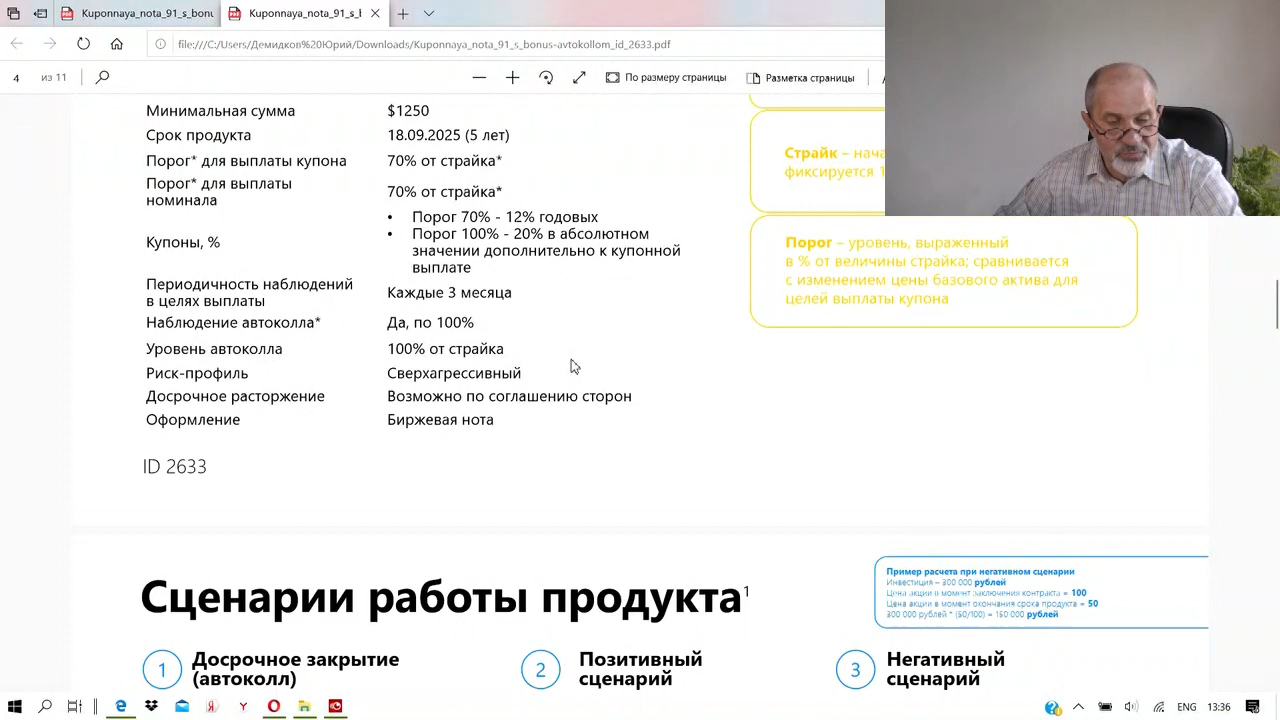 Kuponnaya_nota_91_s_bonu
Kuponnaya_nota_91_s_b
file:///C:/Users/Демидков%20Юрий/Downloads/Kuponnaya_nota_91_s_bonus-avtokollom_id_2633.pdf
4 из 11
По размеру страницы
Разметка страницы
Минимальная сумма $1250
Срок продукта 18.09.2025 (5 лет)
Порог* для выплаты купона 70% от страйка*
Порог* для выплаты
номинала
70% от страйка*
Купоны, %
• Порог 70% - 12% годовых
• Порог 100% - 20% в абсолютном
значении дополнительно к купонной
выплате
Периодичность наблюдений
в целях выплаты
Каждые 3 месяца
Наблюдение автоколла* Да, по 100%
Уровень автоколла 100% от страйка
Риск-профиль Сверхагрессивный
Досрочное расторжение Возможно по соглашению сторон
Оформление Биржевая нота
ID 2633
Страйк – нача
фиксируется 1
Порог – уровень, выраженный
в % от величины страйка; сравнивается
с изменением цены базового актива для
целей выплаты купона
Сценарии работы продукта1
Пример расчета при негативном сценарии
Инвестиция – 300 000 рублей
Цена акции в момент заключения контракта = 100
Цена акции в момент окончания срока продукта = 50
300 000 рублей * (50/100) = 150 000 рублей
1 Досрочное закрытие
(автоколл)
2 Позитивный
сценарий
3 Негативный
сценарий
ENG 13:36